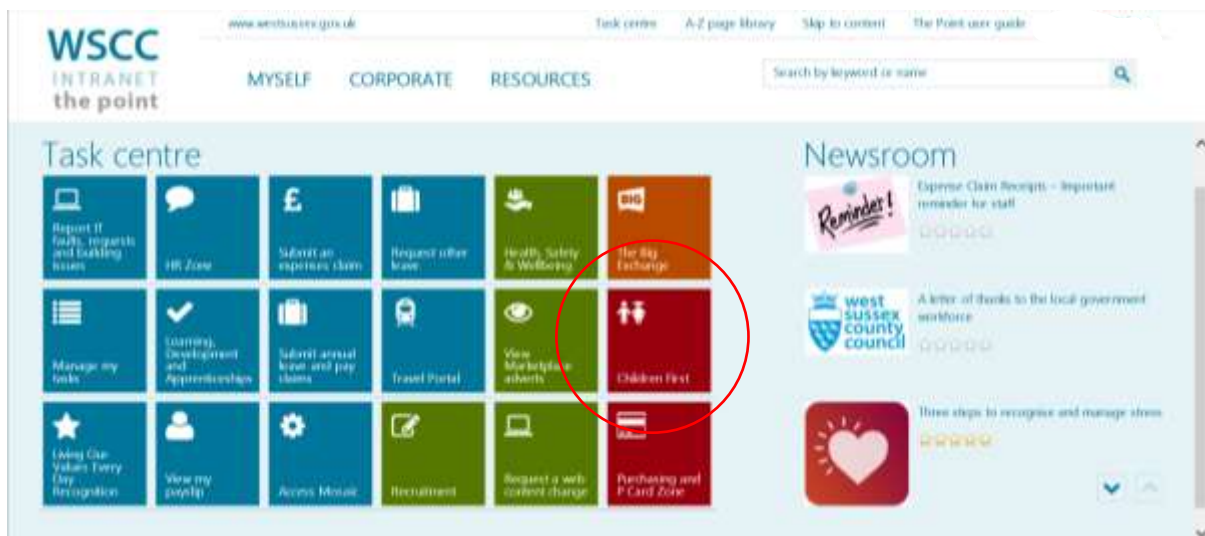 www.westsussex.gov.uk
Task centre
A-Z page library
Skip to content
The Point user guide
WSCC
INTRANET
the point
MYSELF
CORPORATE
RESOURCES
Search by keyword or name
Task centre
Report IT
faults, requests
and building
issues
HR Zone
Submit an
expenses claim
Request other
leave
Health, Safety
& Wellbeing
BIG
The Big
Exchange
Manage my
tasks
Learning,
Development
and
Apprenticeships
Submit annual
leave and pay
claims
Travel Portal
View
Marketplace
adverts
Children First
Living Our
Values Every
Day
Recognition
View my
payslip
Access Mosaic
Recruitment
Request a web
content change
Purchasing and
P Card Zone
Newsroom
Reminder!
Expense Claim Receipts - Important
reminder for staff
west
sussex
county
council
A letter of thanks to the local government
workforce
Three steps to recognise and manage stress